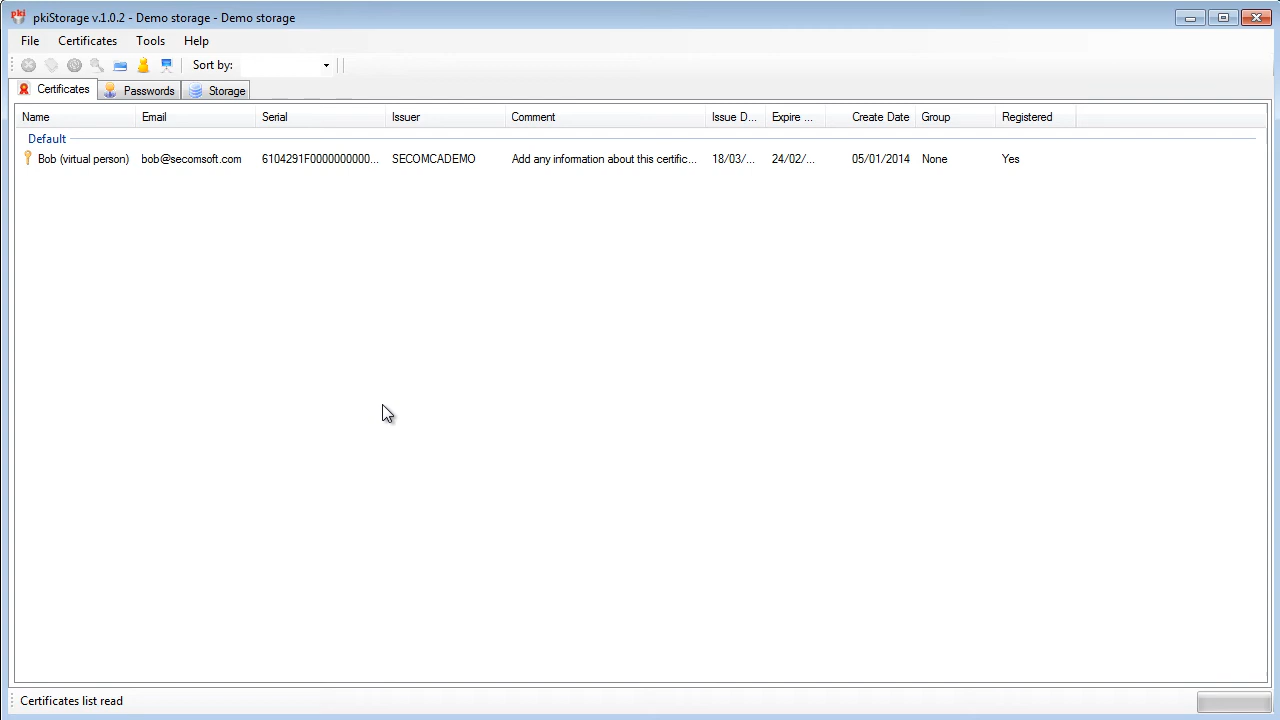 pkiStorage v.1.0.2 - Demo storage - Demo storage
File Certificates Tools Help
Sort by:
Certificates Passwords Storage
Name Email Serial Issuer Comment Issue D... Expire ... Create Date Group Registered
Default
Bob (virtual person) bob@secomsoft.com 6104291F0000000000... SECOMCADEMO Add any information about this certific... 18/03/... 24/02/... 05/01/2014 None Yes
Certificates list read